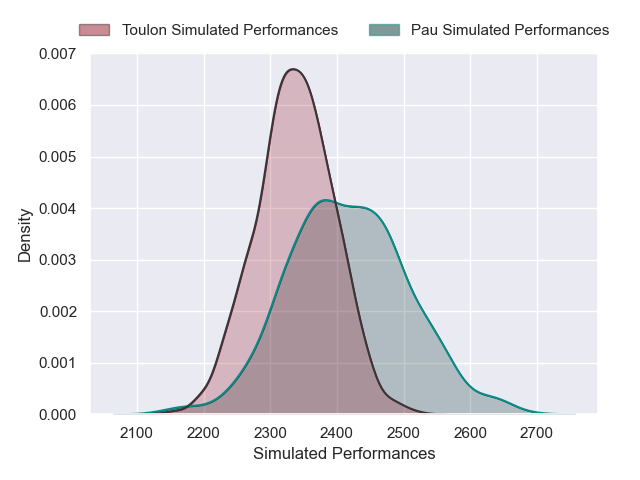 Toulon Simulated Performances Pau Simulated Performances
0.007
0.006
0.005
0.004
0.003
0.002
0.001
0.000
Density
2100 2200 2300 2400 2500 2600 2700
Simulated Performances